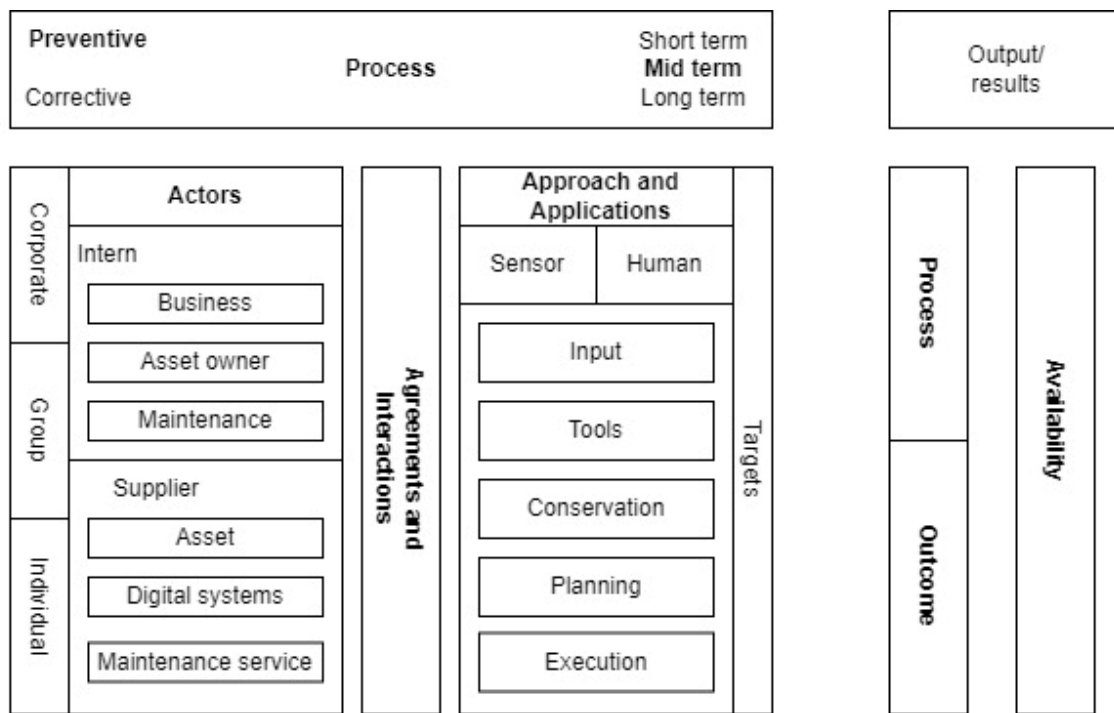 Preventive
Corrective
Process
Short term
Mid term
Long term
Output/
results
Corporate
Group
Individual
Actors
Intern
Business
Asset owner
Maintenance
Supplier
Asset
Digital systems
Maintenance service
Agreements and
Interactions
Approach and
Applications
Sensor
Human
Input
Tools
Conservation
Planning
Execution
Targets
Process
Outcome
Availability